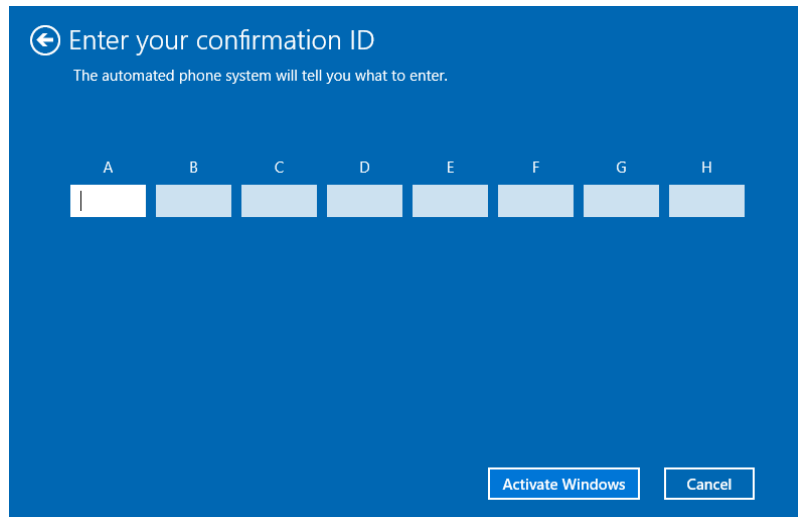 Enter your confirmation ID
The automated phone system will tell you what to enter.
A B C D E F G H
Activate Windows Cancel